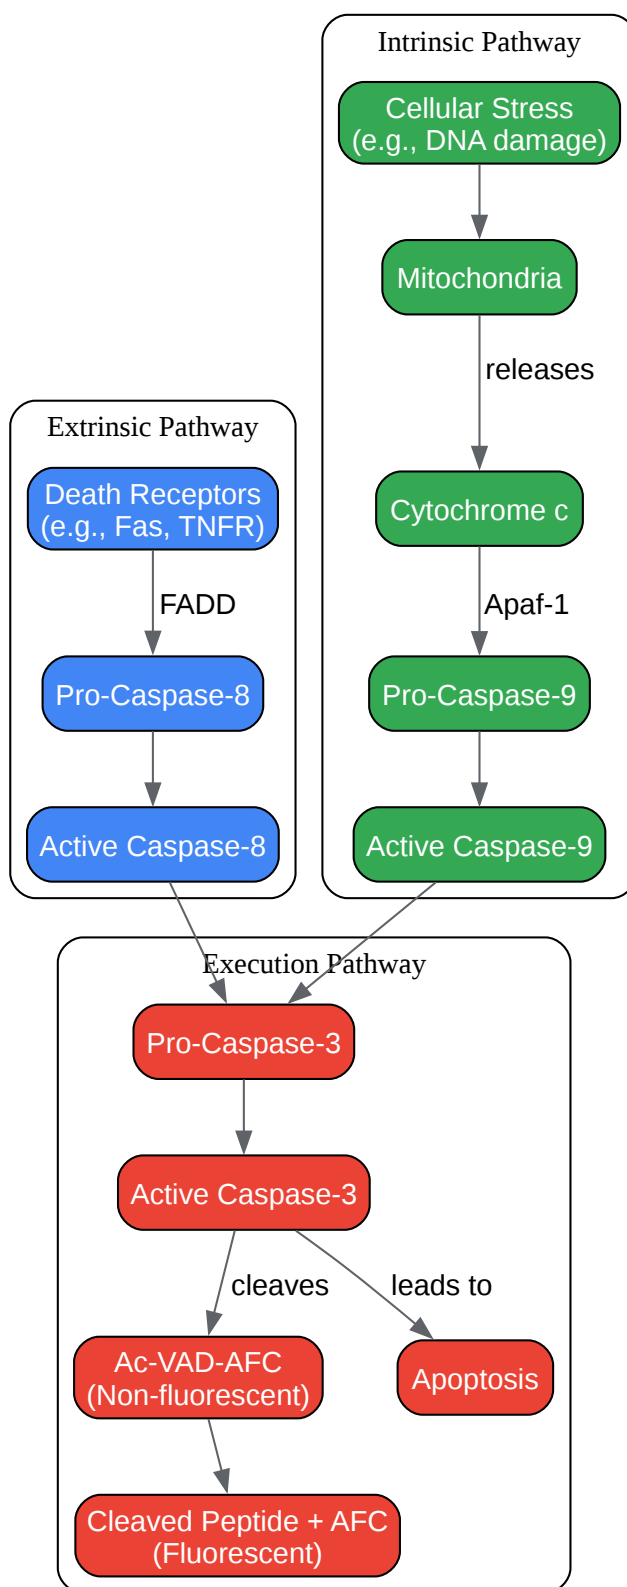 Intrinsic Pathway
Cellular Stress
(e.g., DNA damage)
Mitochondria
releases
Cytochrome c
Apaf-1
Pro-Caspase-9
Active Caspase-9
Extrinsic Pathway
Death Receptors
(e.g., Fas, TNFR)
FADD
Pro-Caspase-8
Active Caspase-8
Execution Pathway
Pro-Caspase-3
Active Caspase-3
cleaves
leads to
Ac-VAD-AFC
(Non-fluorescent)
Apoptosis
Cleaved Peptide + AFC
(Fluorescent)